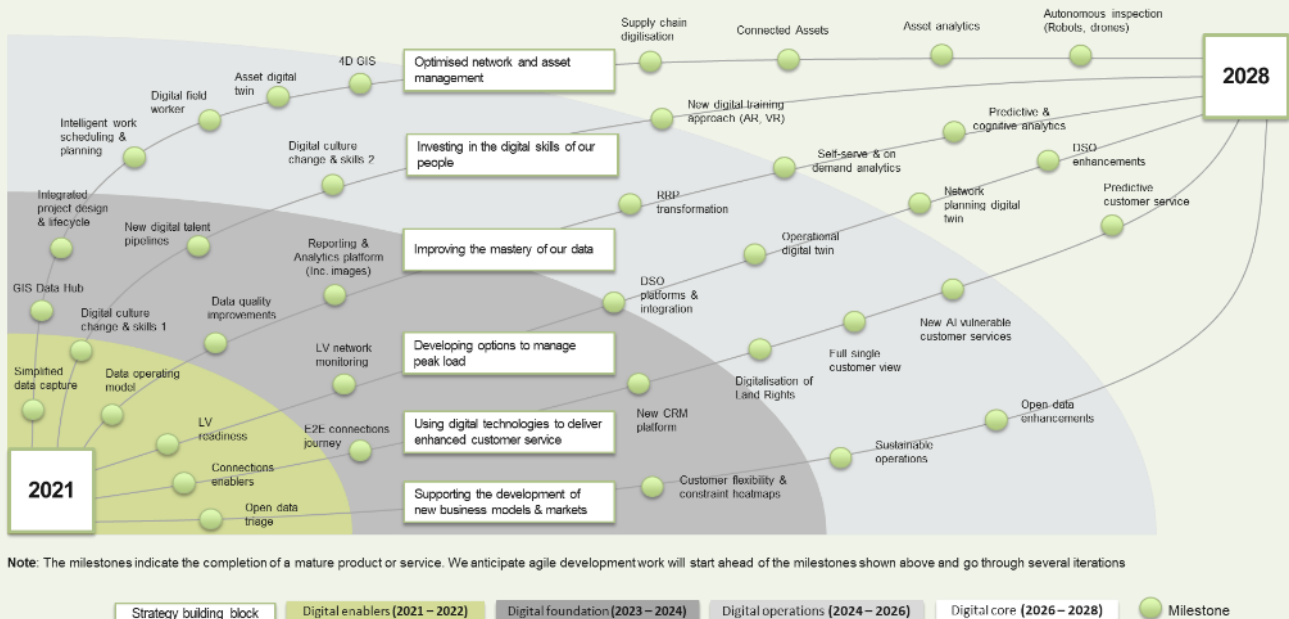 Supply chain
digitisation
Connected Assets
Asset analytics
Autonomous inspection
(Robots, drones)
2028
4D GIS
Optimised network and asset
management
Asset digital
twin
Digital field
worker
Intelligent work
scheduling &
planning
New digital training
approach (AR, VR)
Predictive &
cognitive analytics
Digital culture
change & skills 2
Investing in the digital skills of our
people
Self-serve & on
demand analytics
DSO
enhancements
Integrated
project design
& lifecycle
New digital talent
pipelines
RRP
transformation
Network
planning digital
twin
Predictive
customer service
Reporting &
Analytics platform
(Inc. images)
Improving the mastery of our data
Operational
digital twin
GIS Data Hub
Digital culture
change & skills 1
Data quality
improvements
DSO
platforms &
integration
New AI vulnerable
customer services
Simplified
data capture
Data operating
model
LV network
monitoring
Developing options to manage
peak load
Full single
customer view
Digitalisation of
Land Rights
LV
readiness
E2E connections
journey
Using digital technologies to deliver
enhanced customer service
New CRM
platform
Open data
enhancements
2021
Connections
enablers
Sustainable
operations
Open data
triage
Supporting the development of
new business models & markets
Customer flexibility &
constraint heatmaps
Note: The milestones indicate the completion of a mature product or service. We anticipate agile development work will start ahead of the milestones shown above and go through several iterations
Strategy building block
Digital enablers (2021 – 2022)
Digital foundation (2023 – 2024)
Digital operations (2024 – 2026)
Digital core (2026 – 2028)
Milestone